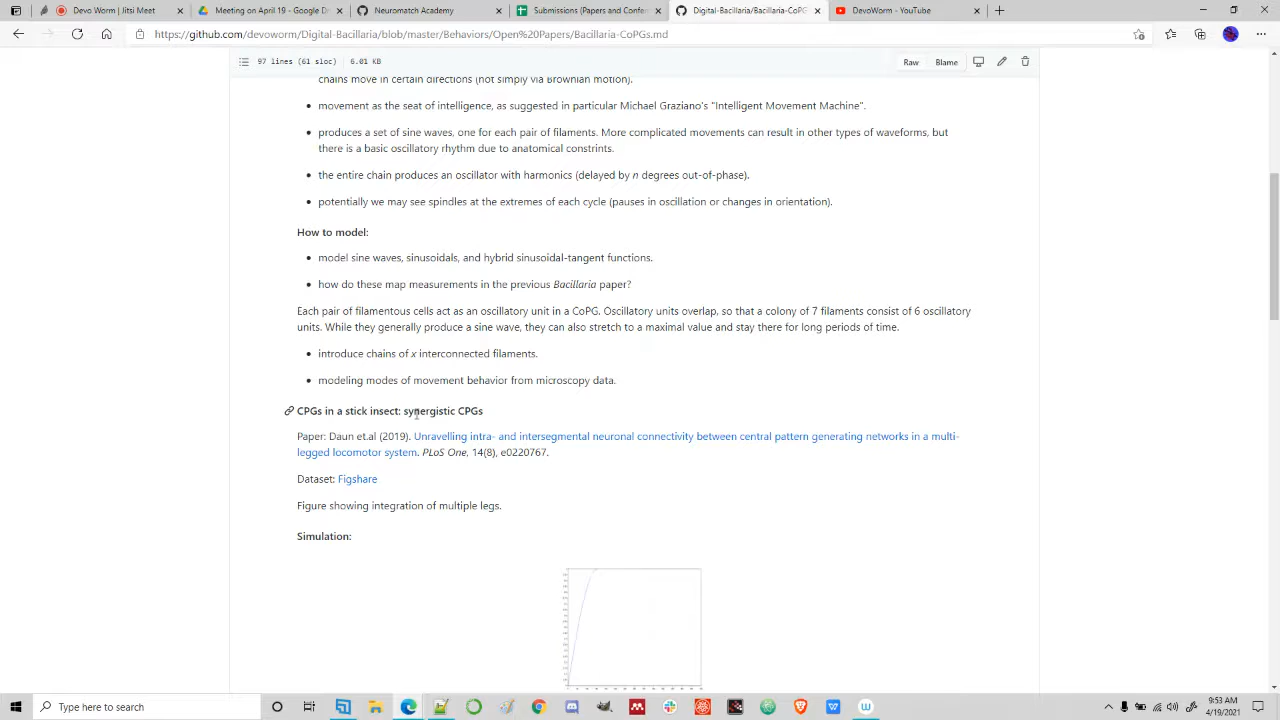 Devo Worm | Jitsi Meet
Meeting on April 19 - Google D
Neuromath Academy
Submissions (Papers and Comme
Digital-Bacillaria/Bacillaria-CoPG
DevoWorm - YouTube
https://github.com/devoworm/Digital-Bacillaria/blob/master/Behaviors/Open%20Papers/Bacillaria-CoPGs.md
97 lines (61 sloc) 6.01 KB
Raw Blame
chains move in certain directions (not simply via Brownian motion).
movement as the seat of intelligence, as suggested in particular Michael Graziano's "Intelligent Movement Machine".
produces a set of sine waves, one for each pair of filaments. More complicated movements can result in other types of waveforms, but
there is a basic oscillatory rhythm due to anatomical constrints.
the entire chain produces an oscillator with harmonics (delayed by n degrees out-of-phase).
potentially we may see spindles at the extremes of each cycle (pauses in oscillation or changes in orientation).
How to model:
model sine waves, sinusoidals, and hybrid sinusoidal-tangent functions.
how do these map measurements in the previous Bacillaria paper?
Each pair of filamentous cells act as an oscillatory unit in a CoPG. Oscillatory units overlap, so that a colony of 7 filaments consist of 6 oscillatory
units. While they generally produce a sine wave, they can also stretch to a maximal value and stay there for long periods of time.
introduce chains of x interconnected filaments.
modeling modes of movement behavior from microscopy data.
CPGs in a stick insect: synergistic CPGs
Paper: Daun et.al (2019). Unravelling intra- and intersegmental neuronal connectivity between central pattern generating networks in a multi-
legged locomotor system. PLoS One, 14(8), e0220767.
Dataset: Figshare
Figure showing integration of multiple legs.
Simulation:
Type here to search
9:53 AM
4/19/2021